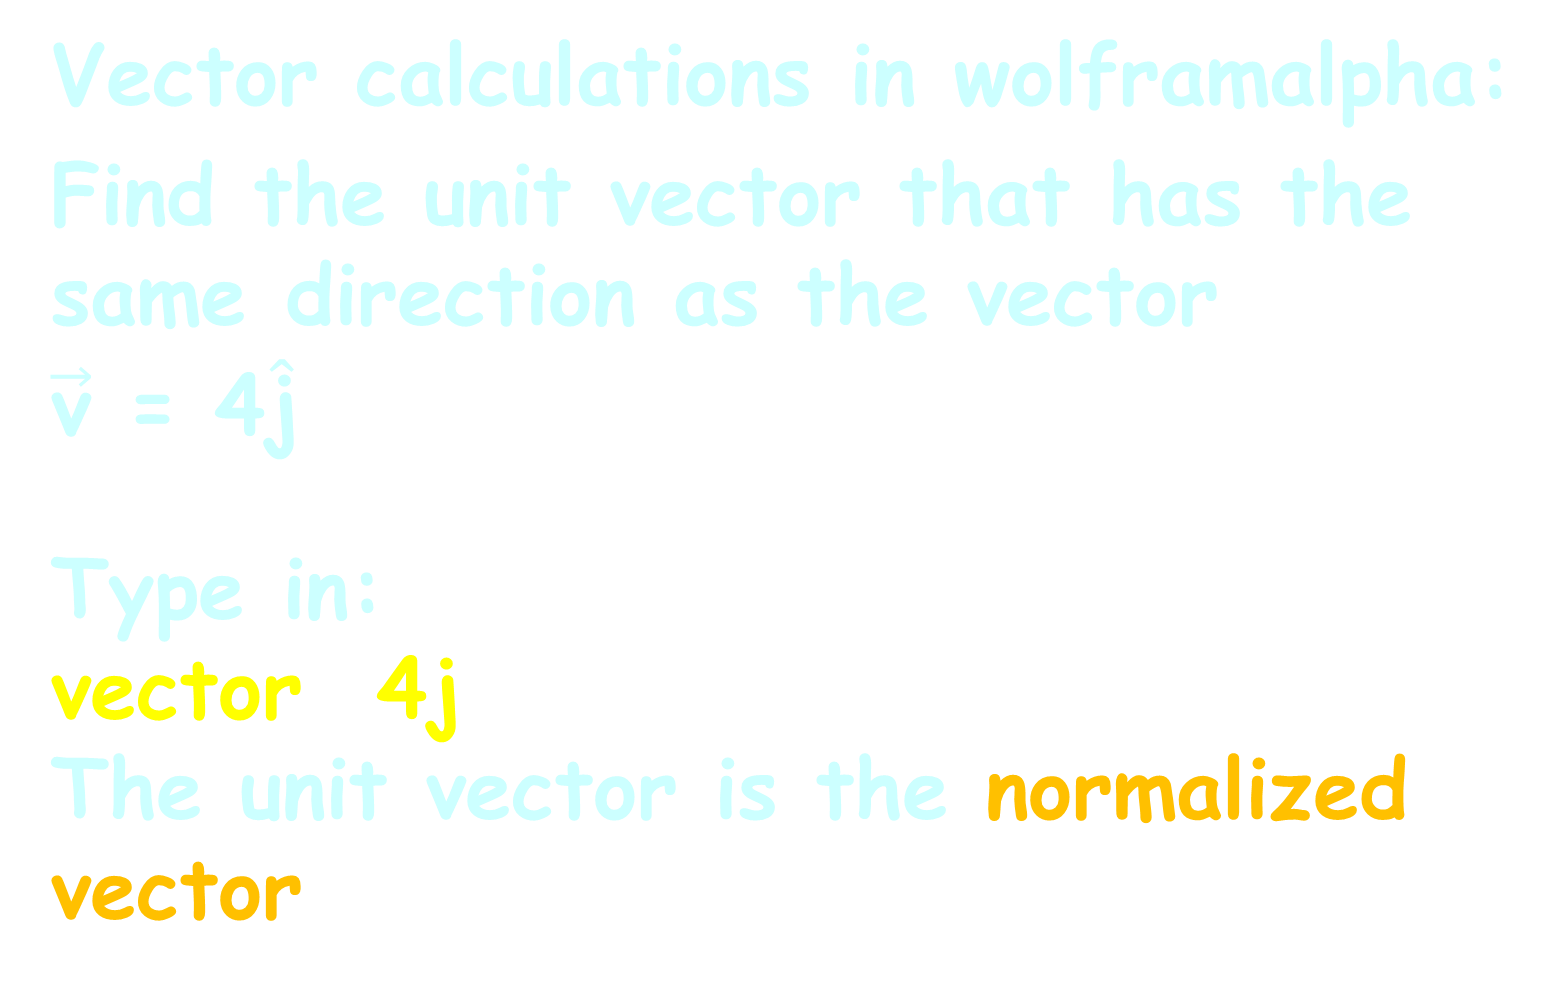 Vector calculations in wolframalpha:
Find the unit vector that has the
same direction as the vector
v⃗ = 4ĵ
Type in:
vector 4j
The unit vector is the normalized
vector